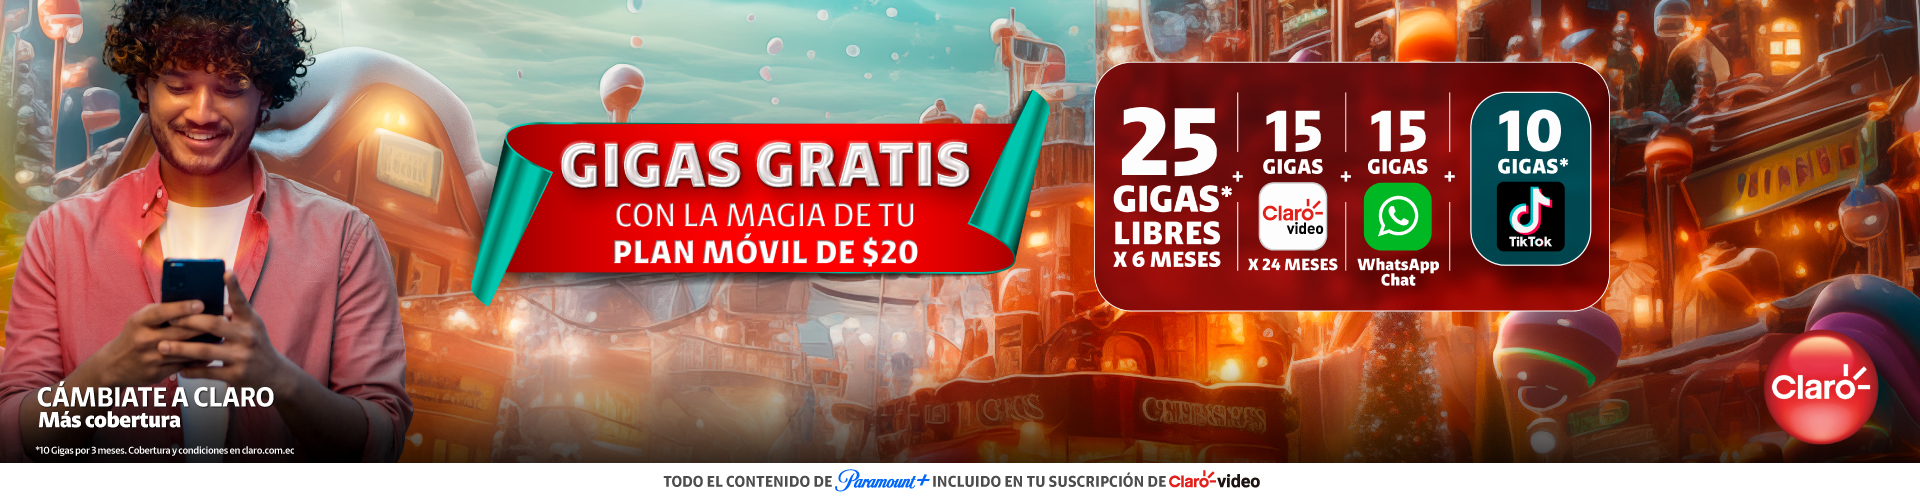 GIGAS GRATIS
CON LA MAGIA DE TU
PLAN MÓVIL DE $20
25
GIGAS*
LIBRES
X 6 MESES
+
15
GIGAS
Claro-
video
X 24 MESES
+
15
GIGAS
WhatsApp
Chat
+
10
GIGAS*
TikTok
CÁMBIATE A CLARO
Más cobertura
*10 Gigas por 3 meses. Cobertura y condiciones en claro.com.ec
Claro-
TODO EL CONTENIDO DE Paramount+ INCLUIDO EN TU SUSCRIPCIÓN DE Claro-video